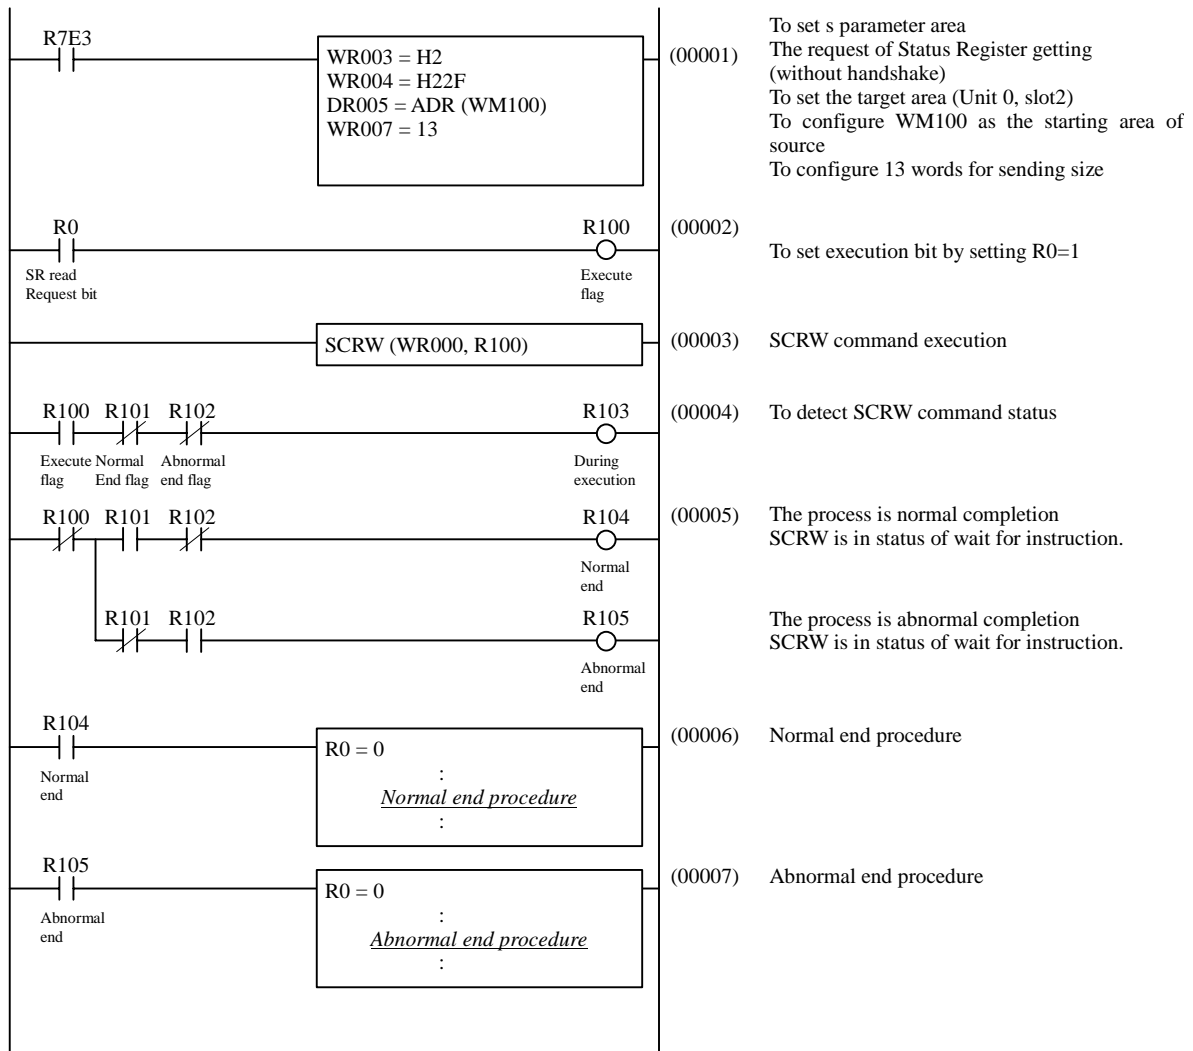 R7E3
WR003 = H2
WR004 = H22F
DR005 = ADR (WM100)
WR007 = 13
(00001)
To set s parameter area
The request of Status Register getting
(without handshake)
To set the target area (Unit 0, slot2)
To configure WM100 as the starting area of
source
To configure 13 words for sending size
R0
SR read
Request bit
R100
Execute
flag
(00002)
To set execution bit by setting R0=1
SCRW (WR000, R100)
(00003)
SCRW command execution
R100 R101 R102
Execute Normal Abnormal
flag End flag end flag
R103
During
execution
(00004)
To detect SCRW command status
R100 R101 R102
R104
Normal
end
(00005)
The process is normal completion
SCRW is in status of wait for instruction.
R101 R102
R105
Abnormal
end
The process is abnormal completion
SCRW is in status of wait for instruction.
R104
Normal
end
R0 = 0
:
Normal end procedure
:
(00006)
Normal end procedure
R105
Abnormal
end
R0 = 0
:
Abnormal end procedure
:
(00007)
Abnormal end procedure